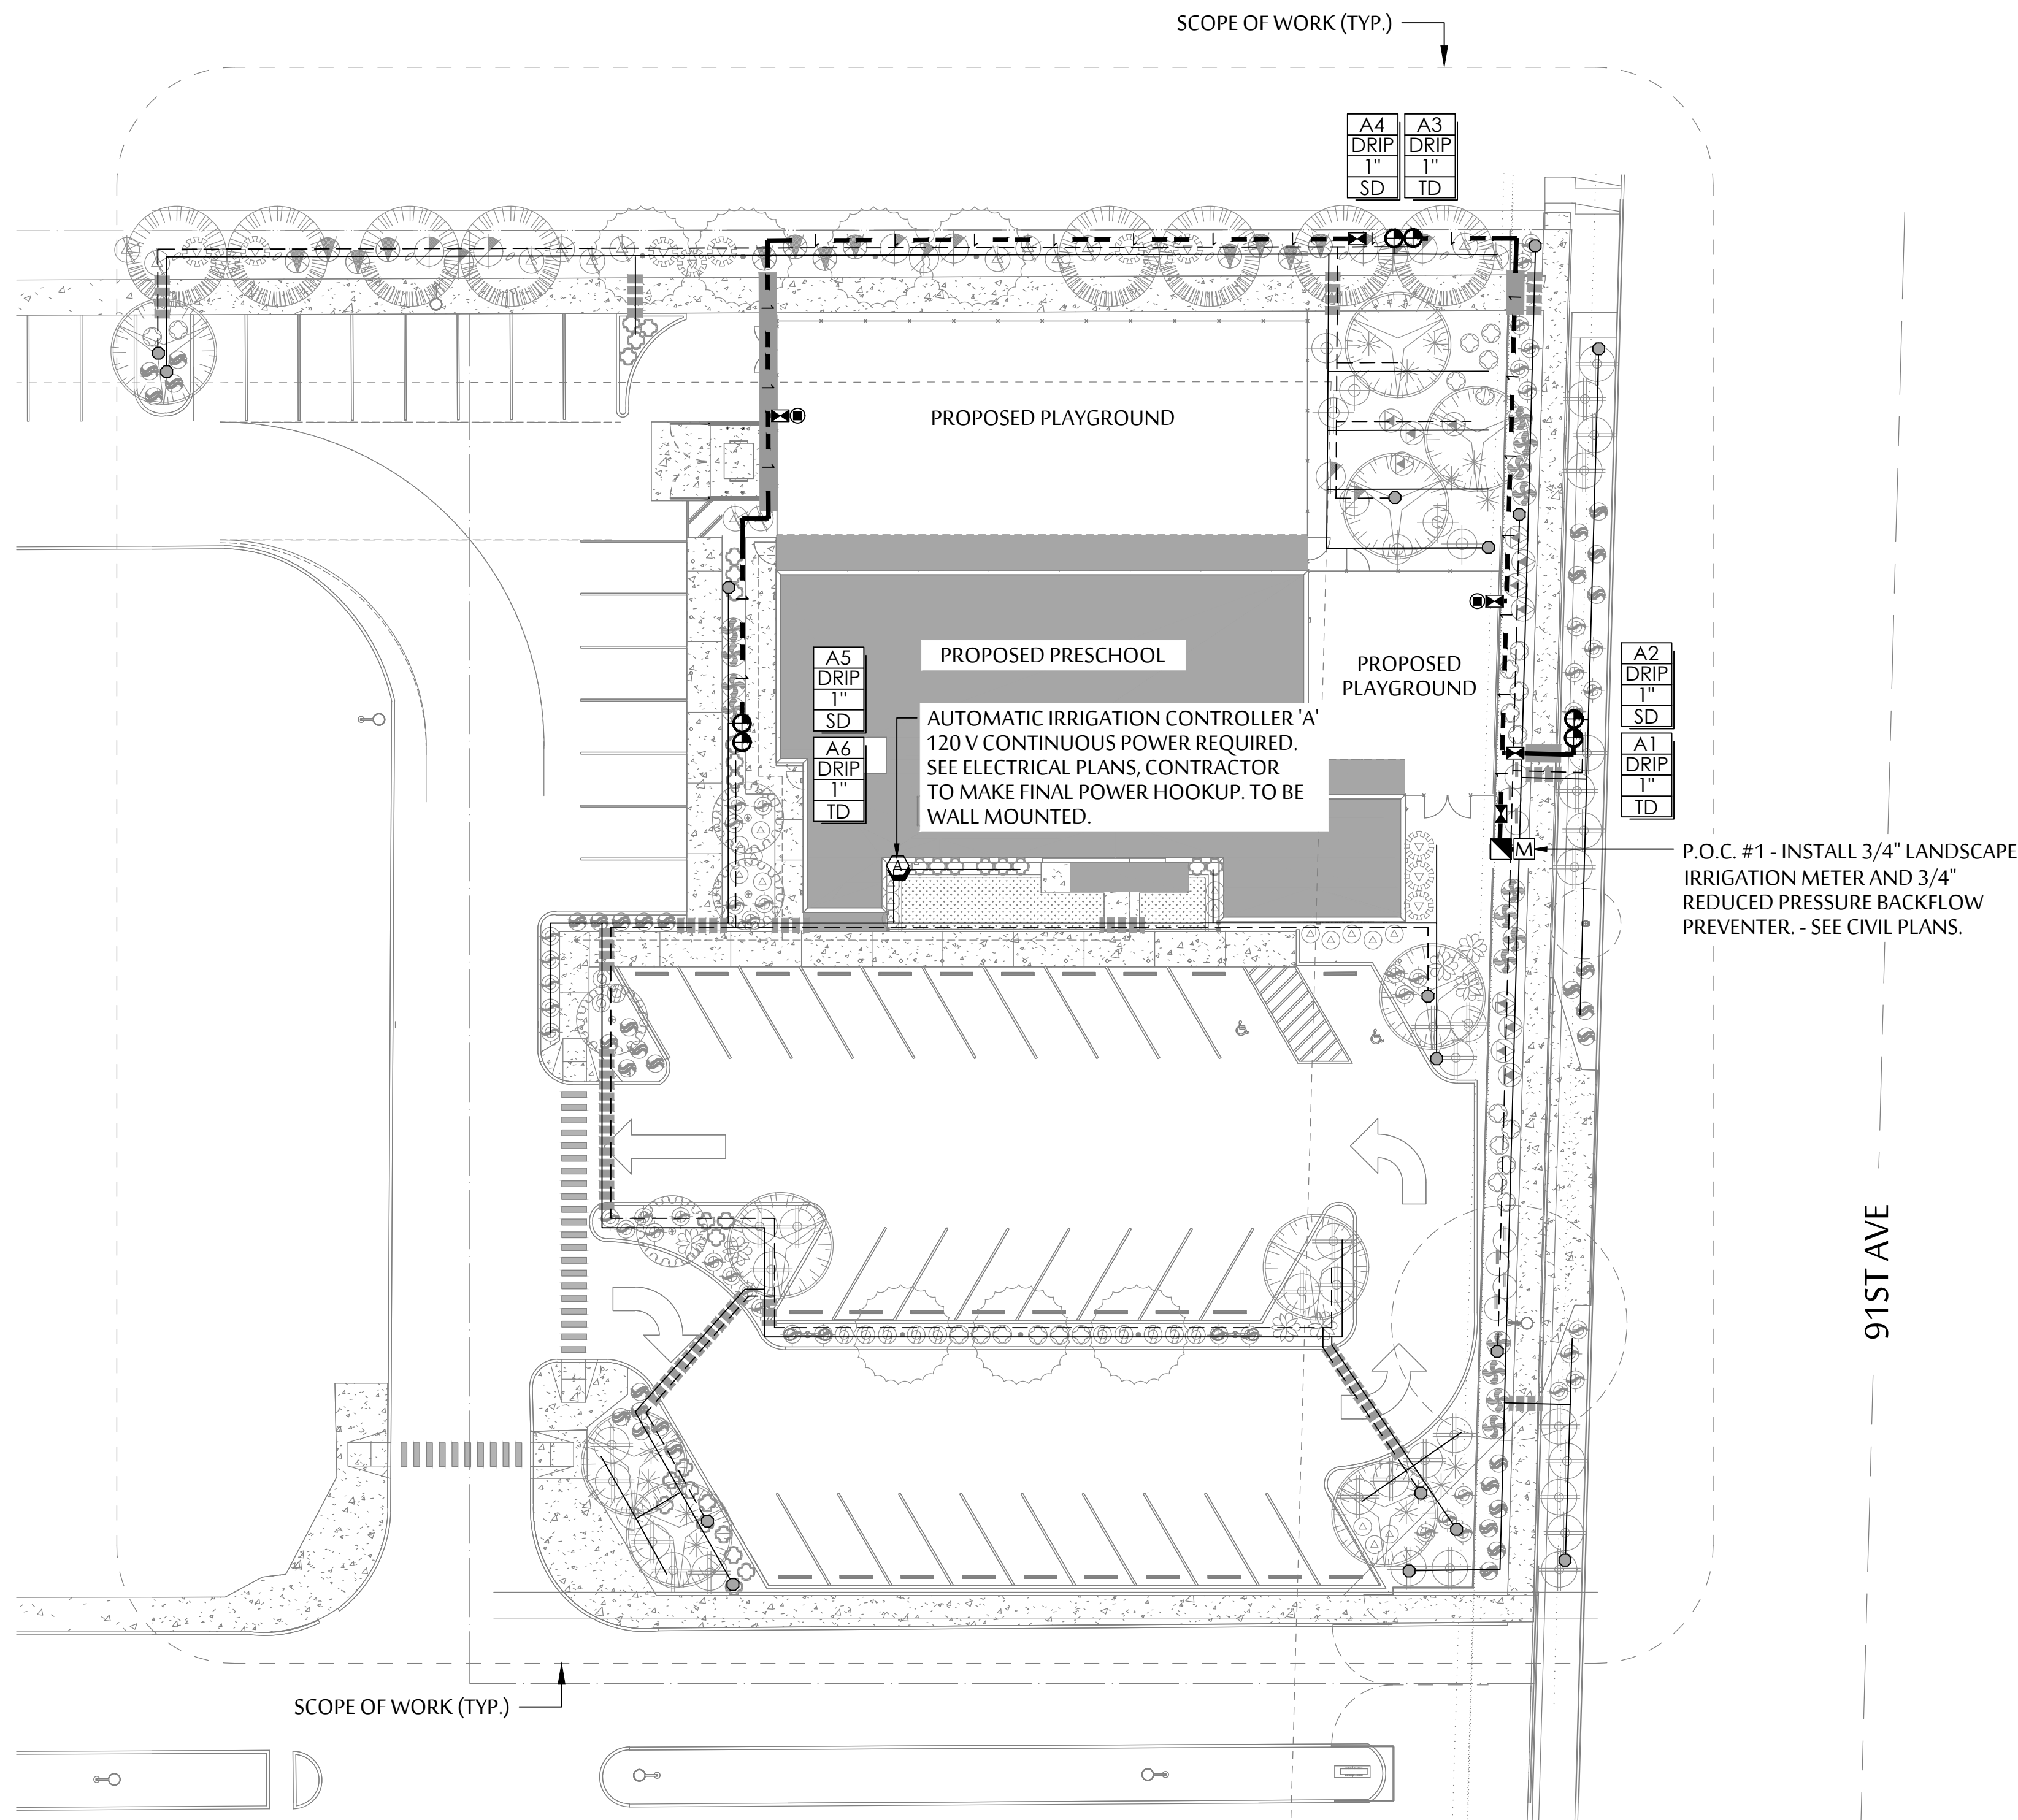 SCOPE OF WORK (TYP.)
A4
DRIP
1"
SD
A3
DRIP
1"
TD
PROPOSED PLAYGROUND
PROPOSED PRESCHOOL
PROPOSED
PLAYGROUND
A5
DRIP
1"
SD
A6
DRIP
1"
TD
AUTOMATIC IRRIGATION CONTROLLER 'A'
120 V CONTINUOUS POWER REQUIRED.
SEE ELECTRICAL PLANS, CONTRACTOR
TO MAKE FINAL POWER HOOKUP. TO BE
WALL MOUNTED.
A
A2
DRIP
1"
SD
A1
DRIP
1"
TD
M
P.O.C. #1 - INSTALL 3/4" LANDSCAPE
IRRIGATION METER AND 3/4"
REDUCED PRESSURE BACKFLOW
PREVENTER. - SEE CIVIL PLANS.
91ST AVE
SCOPE OF WORK (TYP.)